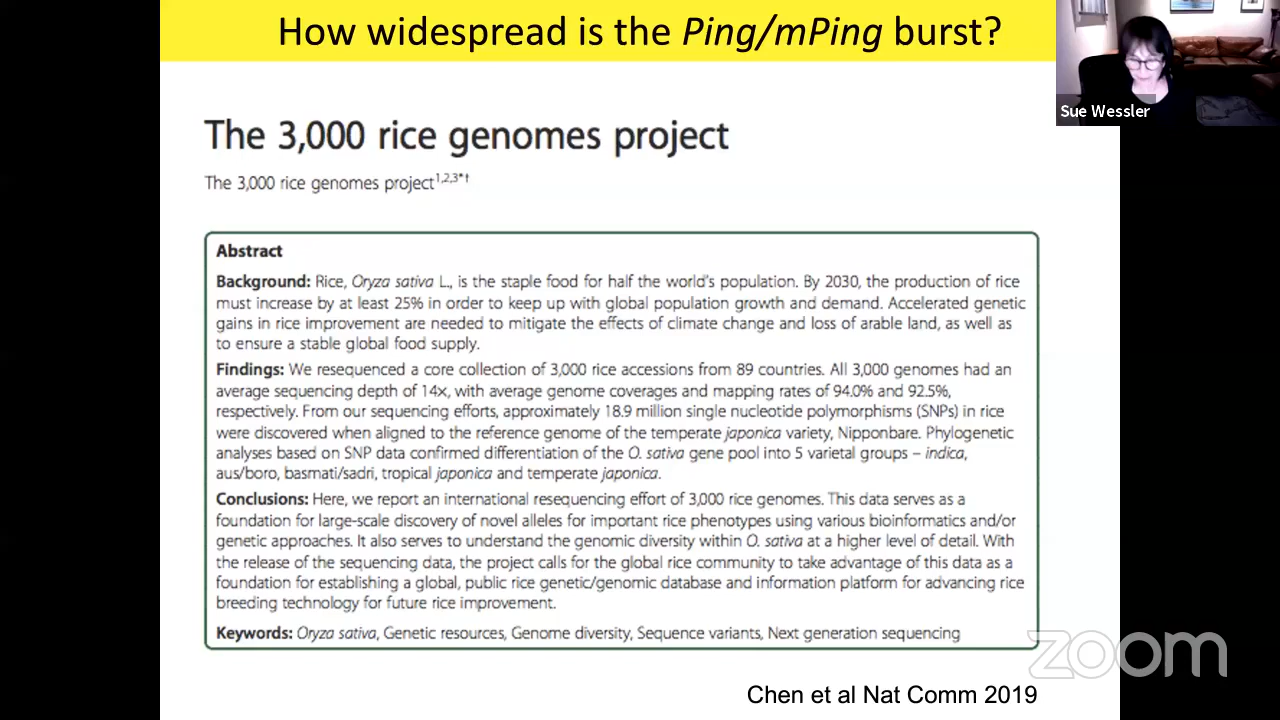 How widespread is the Ping/mPing burst?
Sue Wessler
The 3,000 rice genomes project
The 3,000 rice genomes project1,2,3*†
Abstract
Background: Rice, Oryza sativa L., is the staple food for half the world's population. By 2030, the production of rice
must increase by at least 25% in order to keep up with global population growth and demand. Accelerated genetic
gains in rice improvement are needed to mitigate the effects of climate change and loss of arable land, as well as
to ensure a stable global food supply.
Findings: We resequenced a core collection of 3,000 rice accessions from 89 countries. All 3,000 genomes had an
average sequencing depth of 14×, with average genome coverages and mapping rates of 94.0% and 92.5%,
respectively. From our sequencing efforts, approximately 18.9 million single nucleotide polymorphisms (SNPs) in rice
were discovered when aligned to the reference genome of the temperate japonica variety, Nipponbare. Phylogenetic
analyses based on SNP data confirmed differentiation of the O. sativa gene pool into 5 varietal groups – indica,
aus/boro, basmati/sadri, tropical japonica and temperate japonica.
Conclusions: Here, we report an international resequencing effort of 3,000 rice genomes. This data serves as a
foundation for large-scale discovery of novel alleles for important rice phenotypes using various bioinformatics and/or
genetic approaches. It also serves to understand the genomic diversity within O. sativa at a higher level of detail. With
the release of the sequencing data, the project calls for the global rice community to take advantage of this data as a
foundation for establishing a global, public rice genetic/genomic database and information platform for advancing rice
breeding technology for future rice improvement.
Keywords: Oryza sativa, Genetic resources, Genome diversity, Sequence variants, Next generation sequencing
zoom
Chen et al Nat Comm 2019